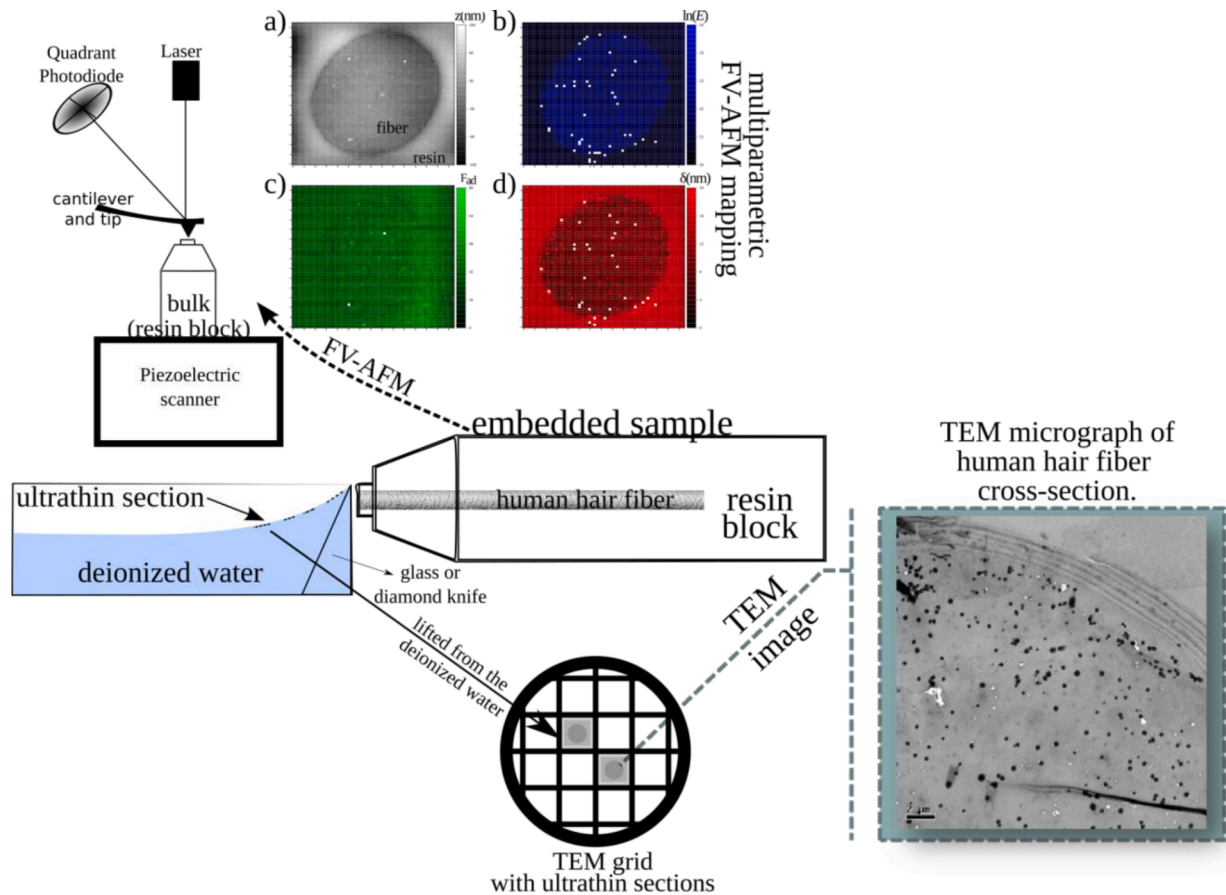 Quadrant
Photodiode
Laser
cantilever
and tip
bulk
(resin block)
Piezoelectric
scanner
a)
z(nm)
fiber
resin
b)
ln(E)
c)
F_ad
d)
δ(nm)
multiparametric
FV-AFM mapping
FV-AFM
embedded sample
human hair fiber
resin
block
ultrathin section
deionized water
glass or
diamond knife
lifted from the
deionized water
TEM grid
with ultrathin sections
TEM
image
TEM micrograph of
human hair fiber
cross-section.